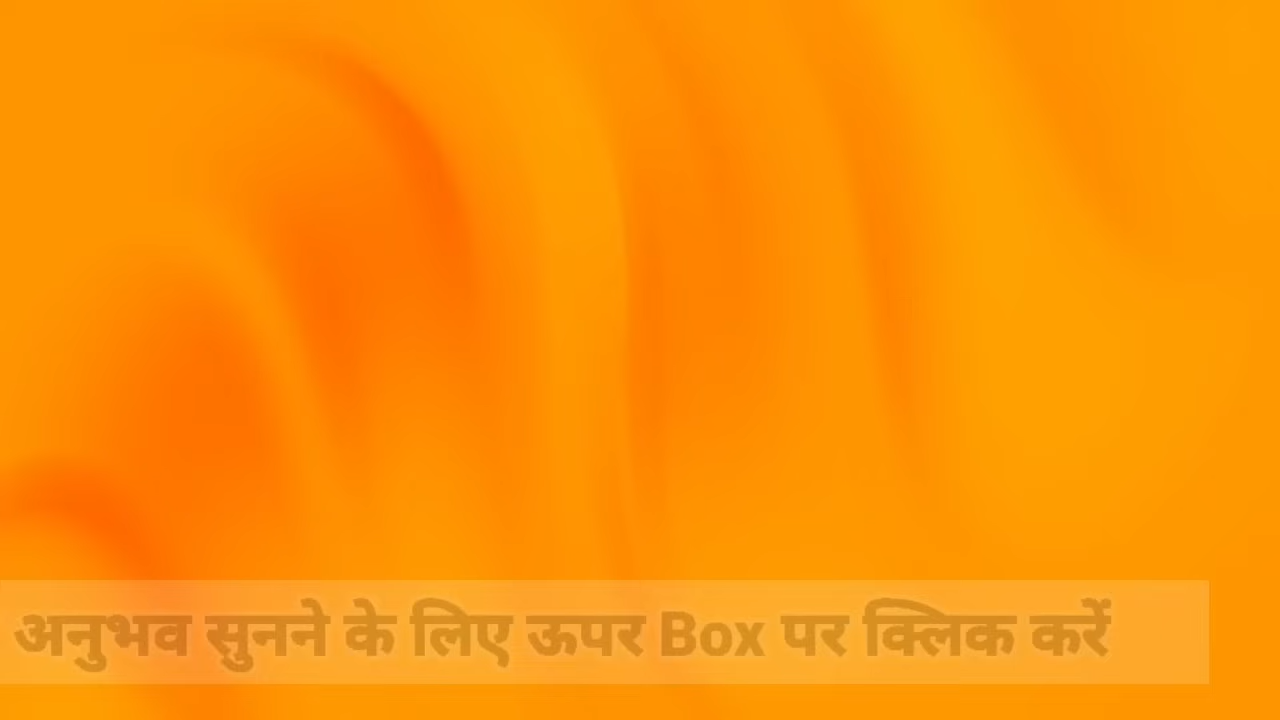 अनुभव सुनने के लिए ऊपर Box पर क्लिक करें